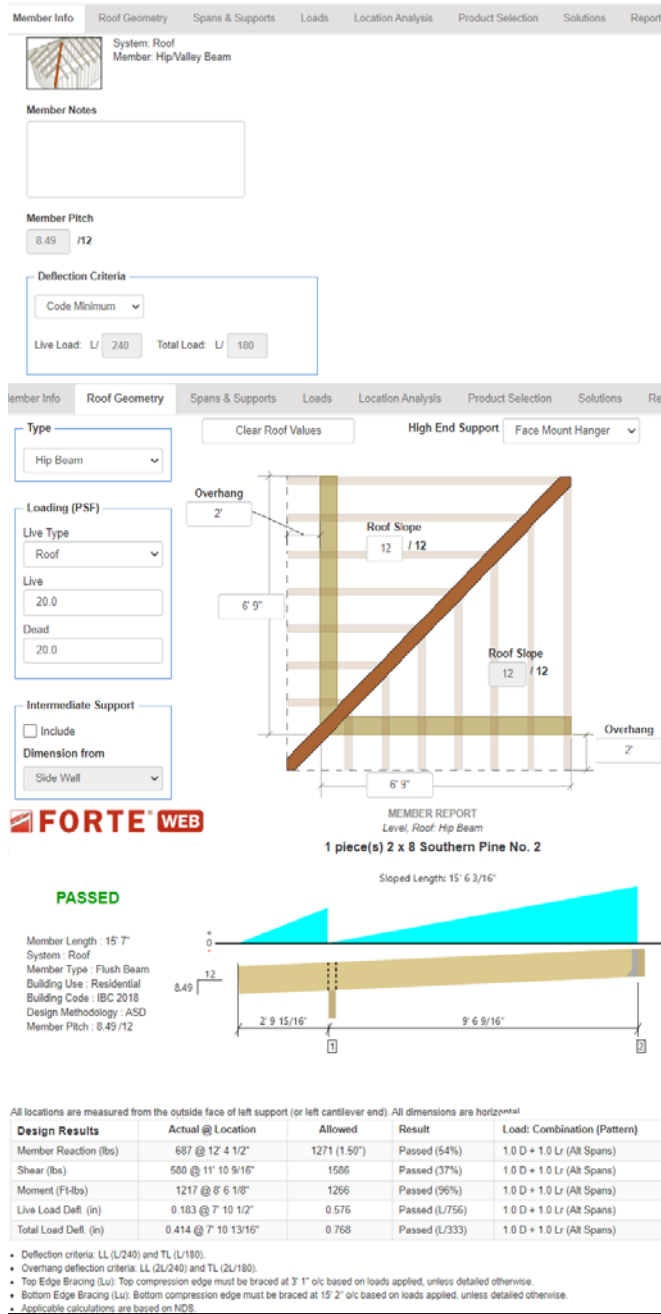 Member Info Roof Geometry Spans & Supports Loads Location Analysis Product Selection Solutions Report
System: Roof
Member: Hip/Valley Beam
Member Notes
Member Pitch
8.49 /12
Deflection Criteria
Code Minimum
Live Load: L/ 240 Total Load: L/ 180
ember Info Roof Geometry Spans & Supports Loads Location Analysis Product Selection Solutions Re
Type
Clear Roof Values
High End Support Face Mount Hanger
Hip Beam
Overhang
2'
Loading (PSF)
Live Type
Roof
Live
20.0
Dead
20.0
Roof Slope
12 / 12
6' 9"
Roof Slope
12 / 12
Intermediate Support
Include
Dimension from
Side Wall
Overhang
2'
6' 9"
FORTE® WEB
MEMBER REPORT
Level, Roof: Hip Beam
1 piece(s) 2 x 8 Southern Pine No. 2
Sloped Length: 15' 6 3/16"
PASSED
+
0
-
Member Length : 15' 7"
System : Roof
Member Type : Flush Beam
Building Use : Residential
Building Code : IBC 2018
Design Methodology : ASD
Member Pitch : 8.49 /12
12
8.49
2' 9 15/16"
9' 6 9/16"
1
2
All locations are measured from the outside face of left support (or left cantilever end). All dimensions are horizontal.
Design Results Actual @ Location Allowed Result Load: Combination (Pattern)
Member Reaction (lbs) 687 @ 12' 4 1/2" 1271 (1.50") Passed (54%) 1.0 D + 1.0 Lr (Alt Spans)
Shear (lbs) 580 @ 11' 10 9/16" 1586 Passed (37%) 1.0 D + 1.0 Lr (Alt Spans)
Moment (Ft-lbs) 1217 @ 8' 6 1/8" 1266 Passed (96%) 1.0 D + 1.0 Lr (Alt Spans)
Live Load Defl. (in) 0.183 @ 7' 10 1/2" 0.576 Passed (L/756) 1.0 D + 1.0 Lr (Alt Spans)
Total Load Defl. (in) 0.414 @ 7' 10 13/16" 0.768 Passed (L/333) 1.0 D + 1.0 Lr (Alt Spans)
• Deflection criteria: LL (L/240) and TL (L/180).
• Overhang deflection criteria: LL (2L/240) and TL (2L/180).
• Top Edge Bracing (Lu): Top compression edge must be braced at 3' 1" o/c based on loads applied, unless detailed otherwise.
• Bottom Edge Bracing (Lu): Bottom compression edge must be braced at 15' 2" o/c based on loads applied, unless detailed otherwise.
• Applicable calculations are based on NDS.